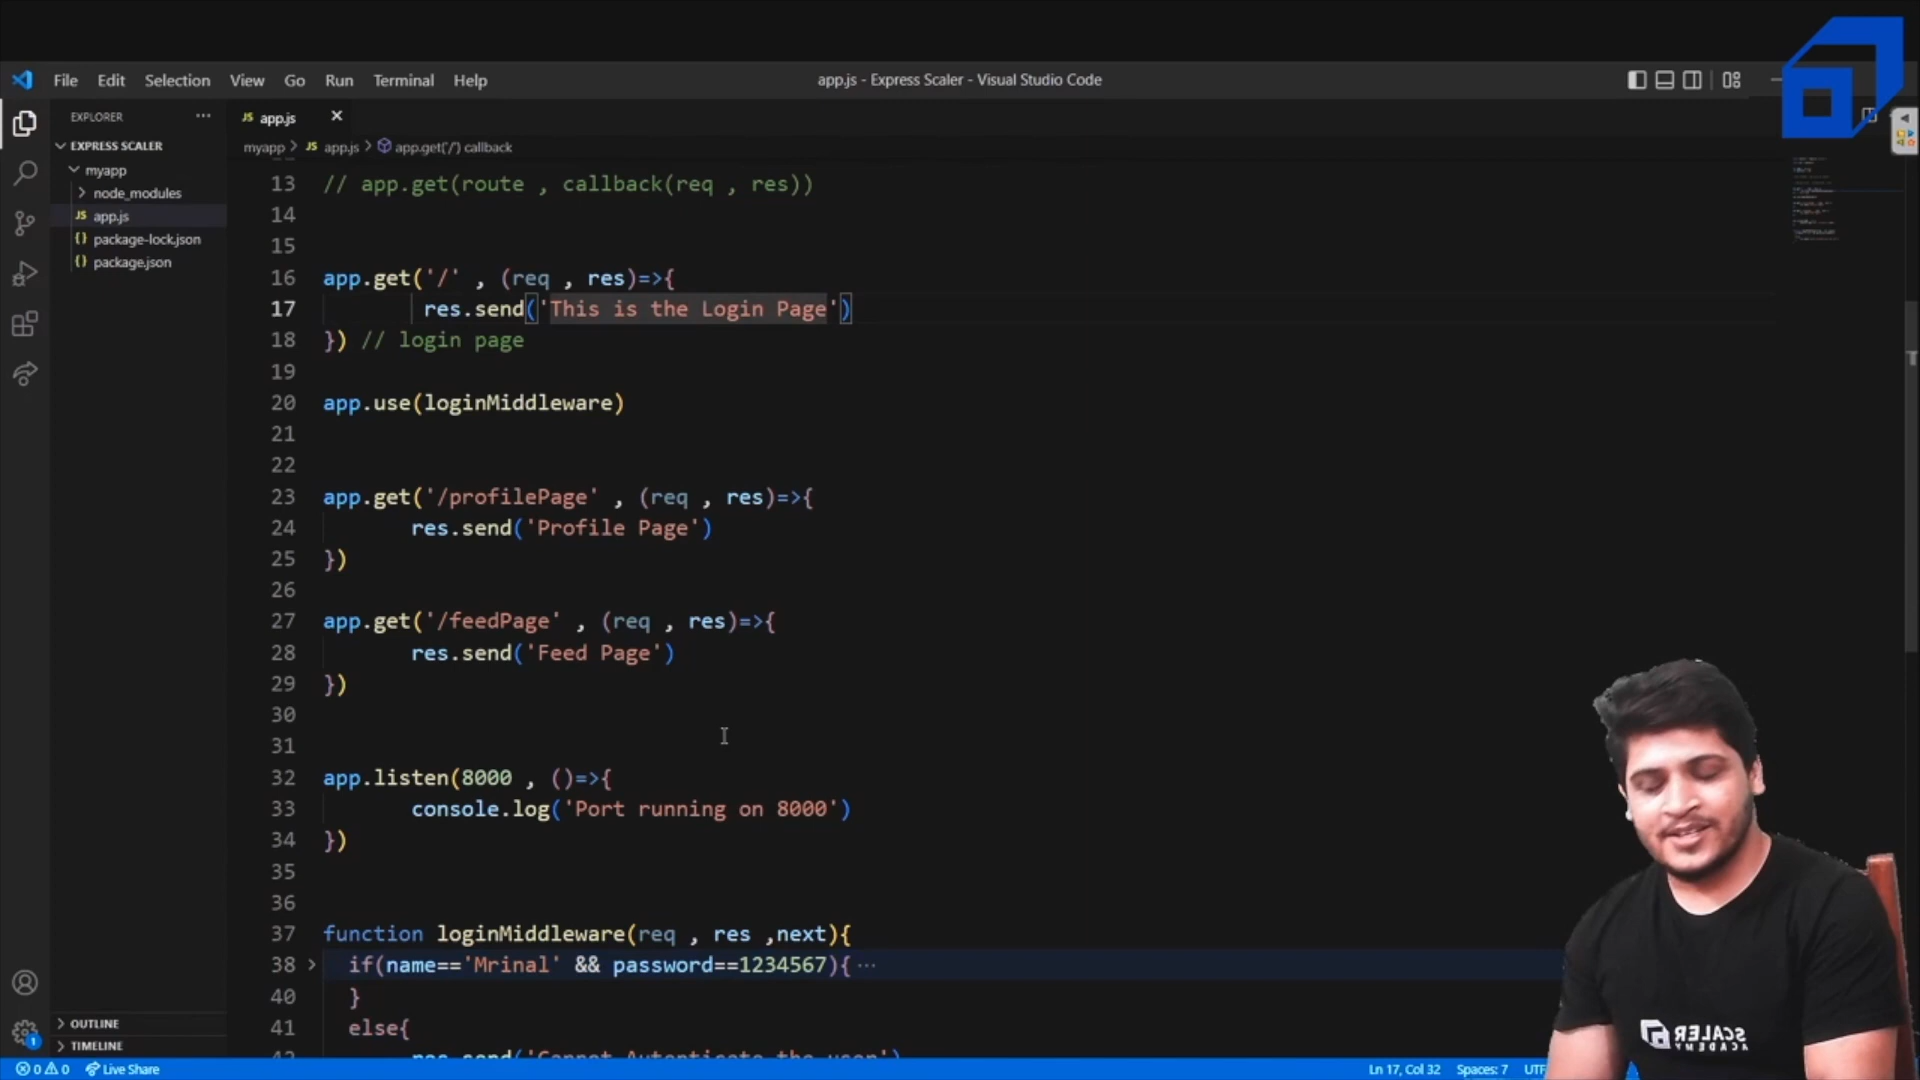 File Edit Selection View Go Run Terminal Help
app.js - Express Scaler - Visual Studio Code
EXPLORER ···
JS app.js ×
EXPRESS SCALER
myapp > JS app.js > app.get('/') callback
myapp
node_modules
JS app.js
{} package-lock.json
{} package.json
13 // app.get(route , callback(req , res))
14
15
16 app.get('/' , (req , res)=>{
17 res.send('This is the Login Page')
18 }) // login page
19
20 app.use(loginMiddleware)
21
22
23 app.get('/profilePage' , (req , res)=>{
24 res.send('Profile Page')
25 })
26
27 app.get('/feedPage' , (req , res)=>{
28 res.send('Feed Page')
29 })
30
31
32 app.listen(8000 , ()=>{
33 console.log('Port running on 8000')
34 })
35
36
37 function loginMiddleware(req , res ,next){
38 if(name=='Mrinal' && password==1234567){ ···
40 }
41 else{
42 res.send('Cannot Autenticate the user')
OUTLINE
TIMELINE
1
0 0 Live Share
Ln 17, Col 32 Spaces: 7 UTF
SCALER
ACADEMY